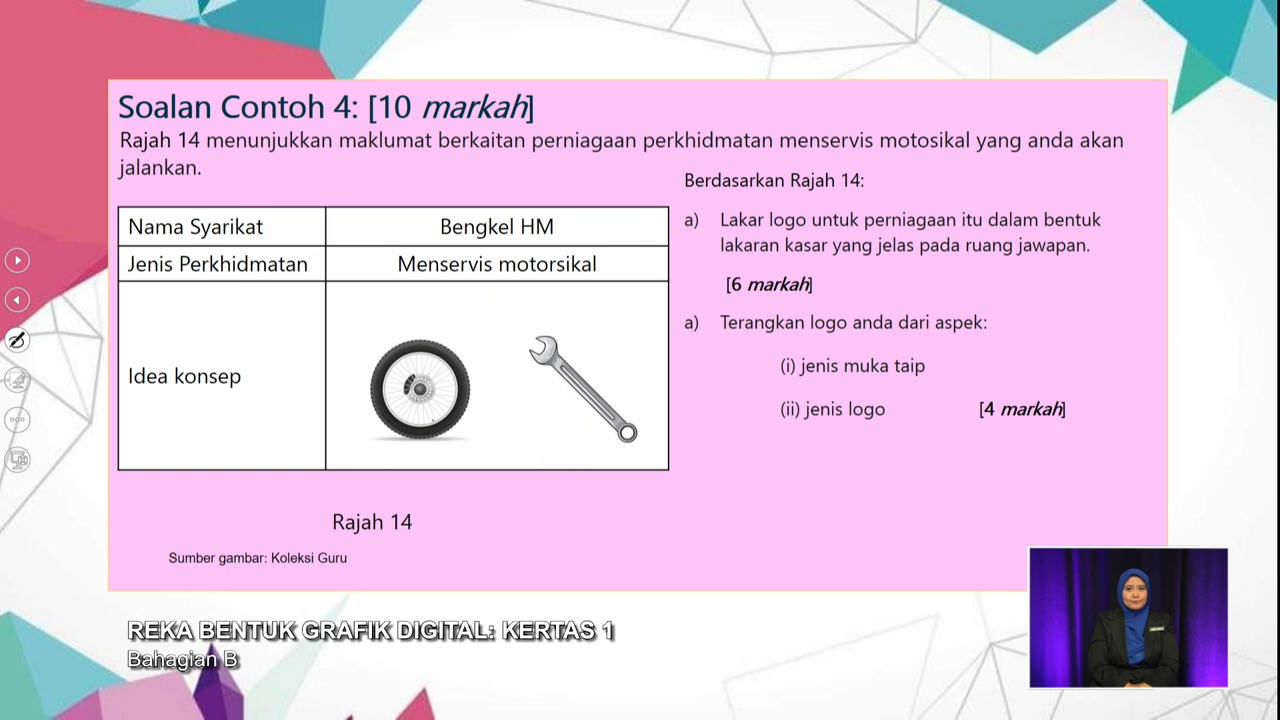 Soalan Contoh 4: [10 markah]
Rajah 14 menunjukkan maklumat berkaitan perniagaan perkhidmatan menservis motosikal yang anda akan
jalankan.
Nama Syarikat
Bengkel HM
Jenis Perkhidmatan
Menservis motorsikal
Idea konsep
Rajah 14
Sumber gambar: Koleksi Guru
Berdasarkan Rajah 14:
a) Lakar logo untuk perniagaan itu dalam bentuk
lakaran kasar yang jelas pada ruang jawapan.
[6 markah]
a) Terangkan logo anda dari aspek:
(i) jenis muka taip
(ii) jenis logo [4 markah]
REKA BENTUK GRAFIK DIGITAL: KERTAS 1
Bahagian B